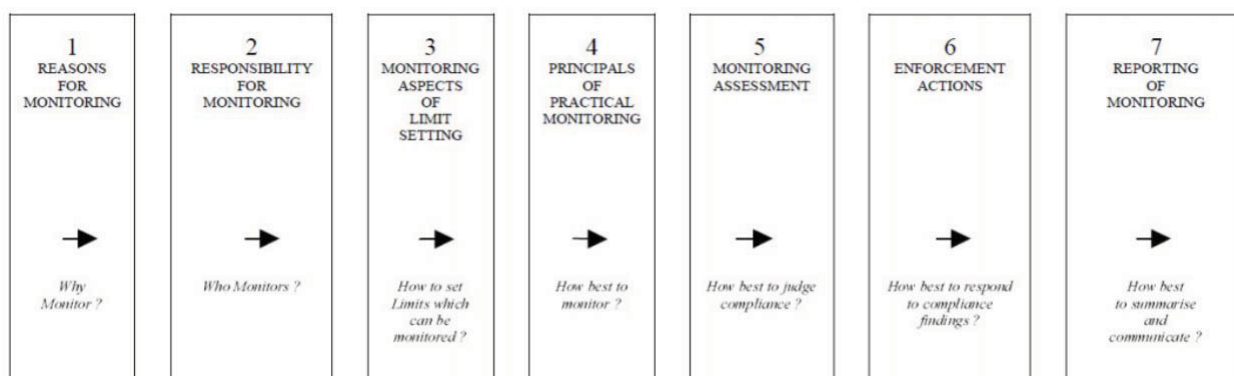 1
REASONS
FOR
MONITORING
Why
Monitor ?
2
RESPONSIBILITY
FOR
MONITORING
Who Monitors ?
3
MONITORING
ASPECTS
OF
LIMIT
SETTING
How to set
Limits which
can be
monitored ?
4
PRINCIPALS
OF
PRACTICAL
MONITORING
How best to
monitor ?
5
MONITORING
ASSESSMENT
How best to judge
compliance ?
6
ENFORCEMENT
ACTIONS
How best to respond
to compliance
findings ?
7
REPORTING
OF
MONITORING
How best
to summarise
and
communicate ?